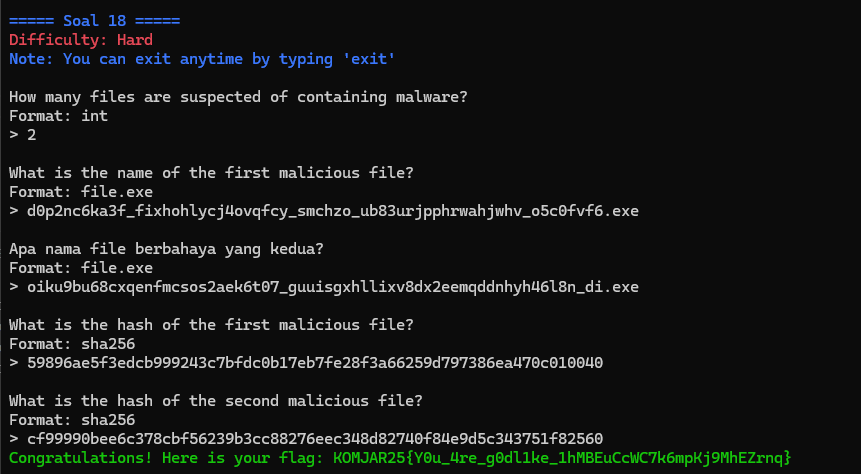 ===== Soal 18 =====
Difficulty: Hard
Note: You can exit anytime by typing 'exit'
How many files are suspected of containing malware?
Format: int
> 2
What is the name of the first malicious file?
Format: file.exe
> d0p2nc6ka3f_fixhohlycj4ovqfcy_smchzo_ub83urjpphrwahjwhv_o5c0fvf6.exe
Apa nama file berbahaya yang kedua?
Format: file.exe
> oiku9bu68cxqenfmcsos2aek6t07_guuisgxhllixv8dx2eemqddnhyh46l8n_di.exe
What is the hash of the first malicious file?
Format: sha256
> 59896ae5f3edcb999243c7bfdc0b17eb7fe28f3a66259d797386ea470c010040
What is the hash of the second malicious file?
Format: sha256
> cf99990bee6c378cbf56239b3cc88276eec348d82740f84e9d5c343751f82560
Congratulations! Here is your flag: KOMJAR25{Y0u_4re_g0dl1ke_1hMBEuCcWC7k6mpKj9MhEZrnq}